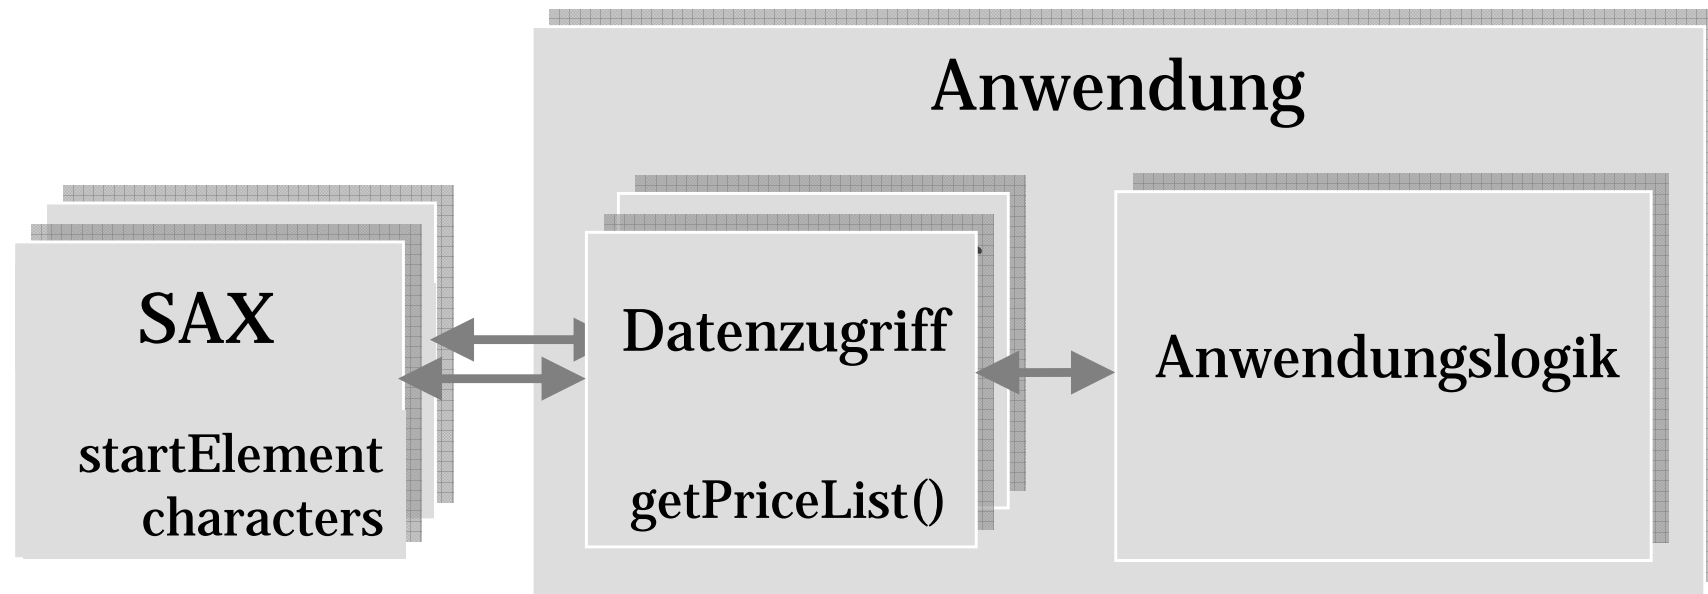 Anwendung
SAX
startElement
characters
Datenzugriff
getPriceList()
Anwendungslogik